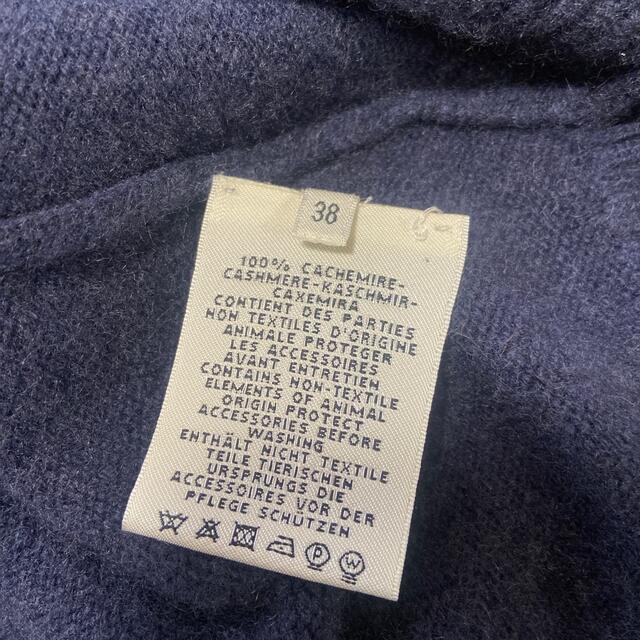 38
100% CACHEMIRE-
CASHMERE-KASCHMIR-
CAXEMIRA
CONTIENT DES PARTIES
NON TEXTILES D'ORIGINE
ANIMALE PROTEGER
LES ACCESSOIRES
AVANT ENTRETIEN
CONTAINS NON-TEXTILE
ELEMENTS OF ANIMAL
ORIGIN PROTECT
ACCESSORIES BEFORE
WASHING
ENTHÄLT NICHT TEXTILE
TEILE TIERISCHEN
URSPRUNGS DIE
ACCESSOIRES VOR DER
PFLEGE SCHÜTZEN
P W